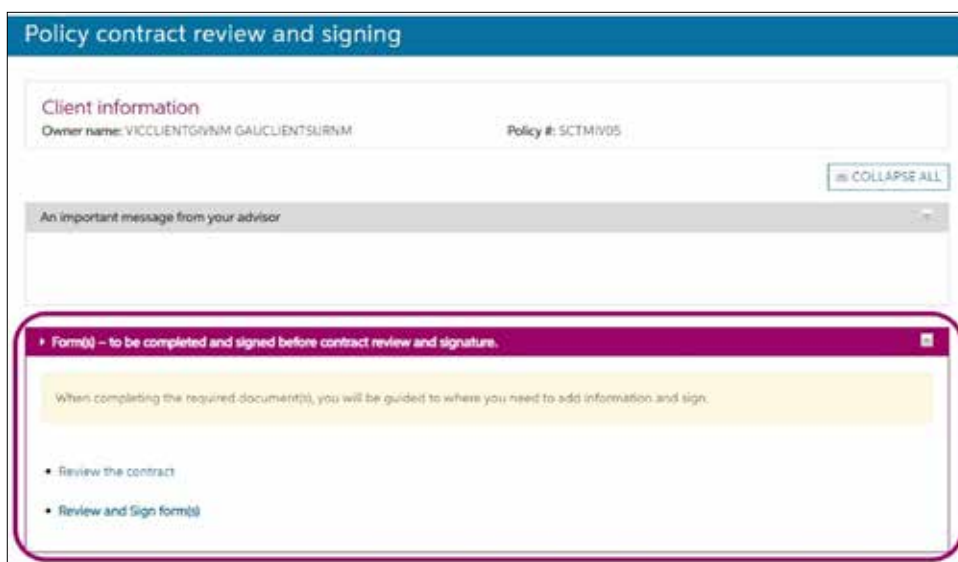 Policy contract review and signing
Client information
Owner name: VICCLIENTGIVNM GAUCLIENTSURNM Policy #: SCTMIV05
COLLAPSE ALL
An important message from your advisor
Form(s) – to be completed and signed before contract review and signature.
When completing the required document(s), you will be guided to where you need to add information and sign.
• Review the contract
• Review and Sign form(s)